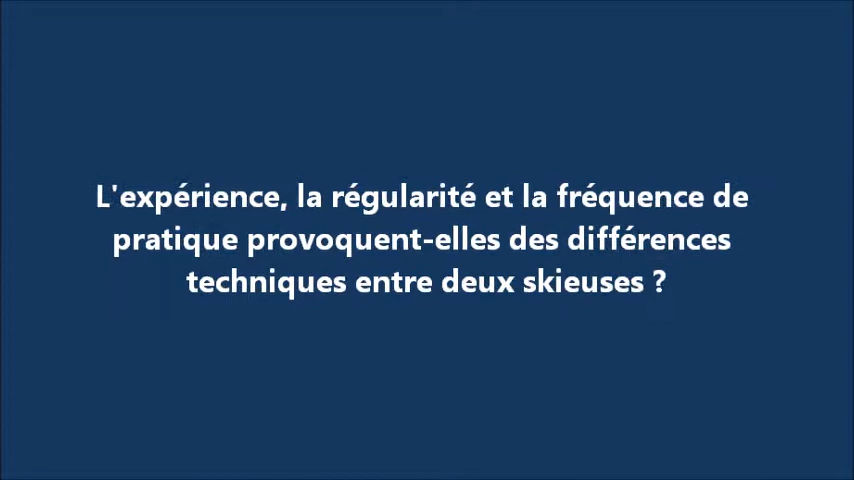 L'expérience, la régularité et la fréquence de
pratique provoquent-elles des différences
techniques entre deux skieuses ?